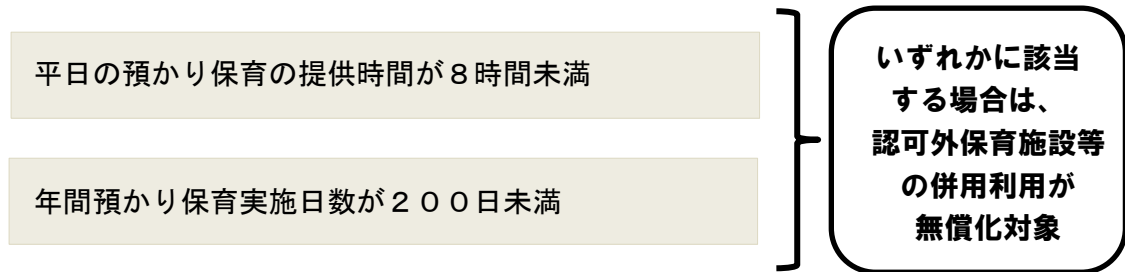 平日の預かり保育の提供時間が８時間未満
年間預かり保育実施日数が２００日未満
いずれかに該当
する場合は、
認可外保育施設等
の併用利用が
無償化対象